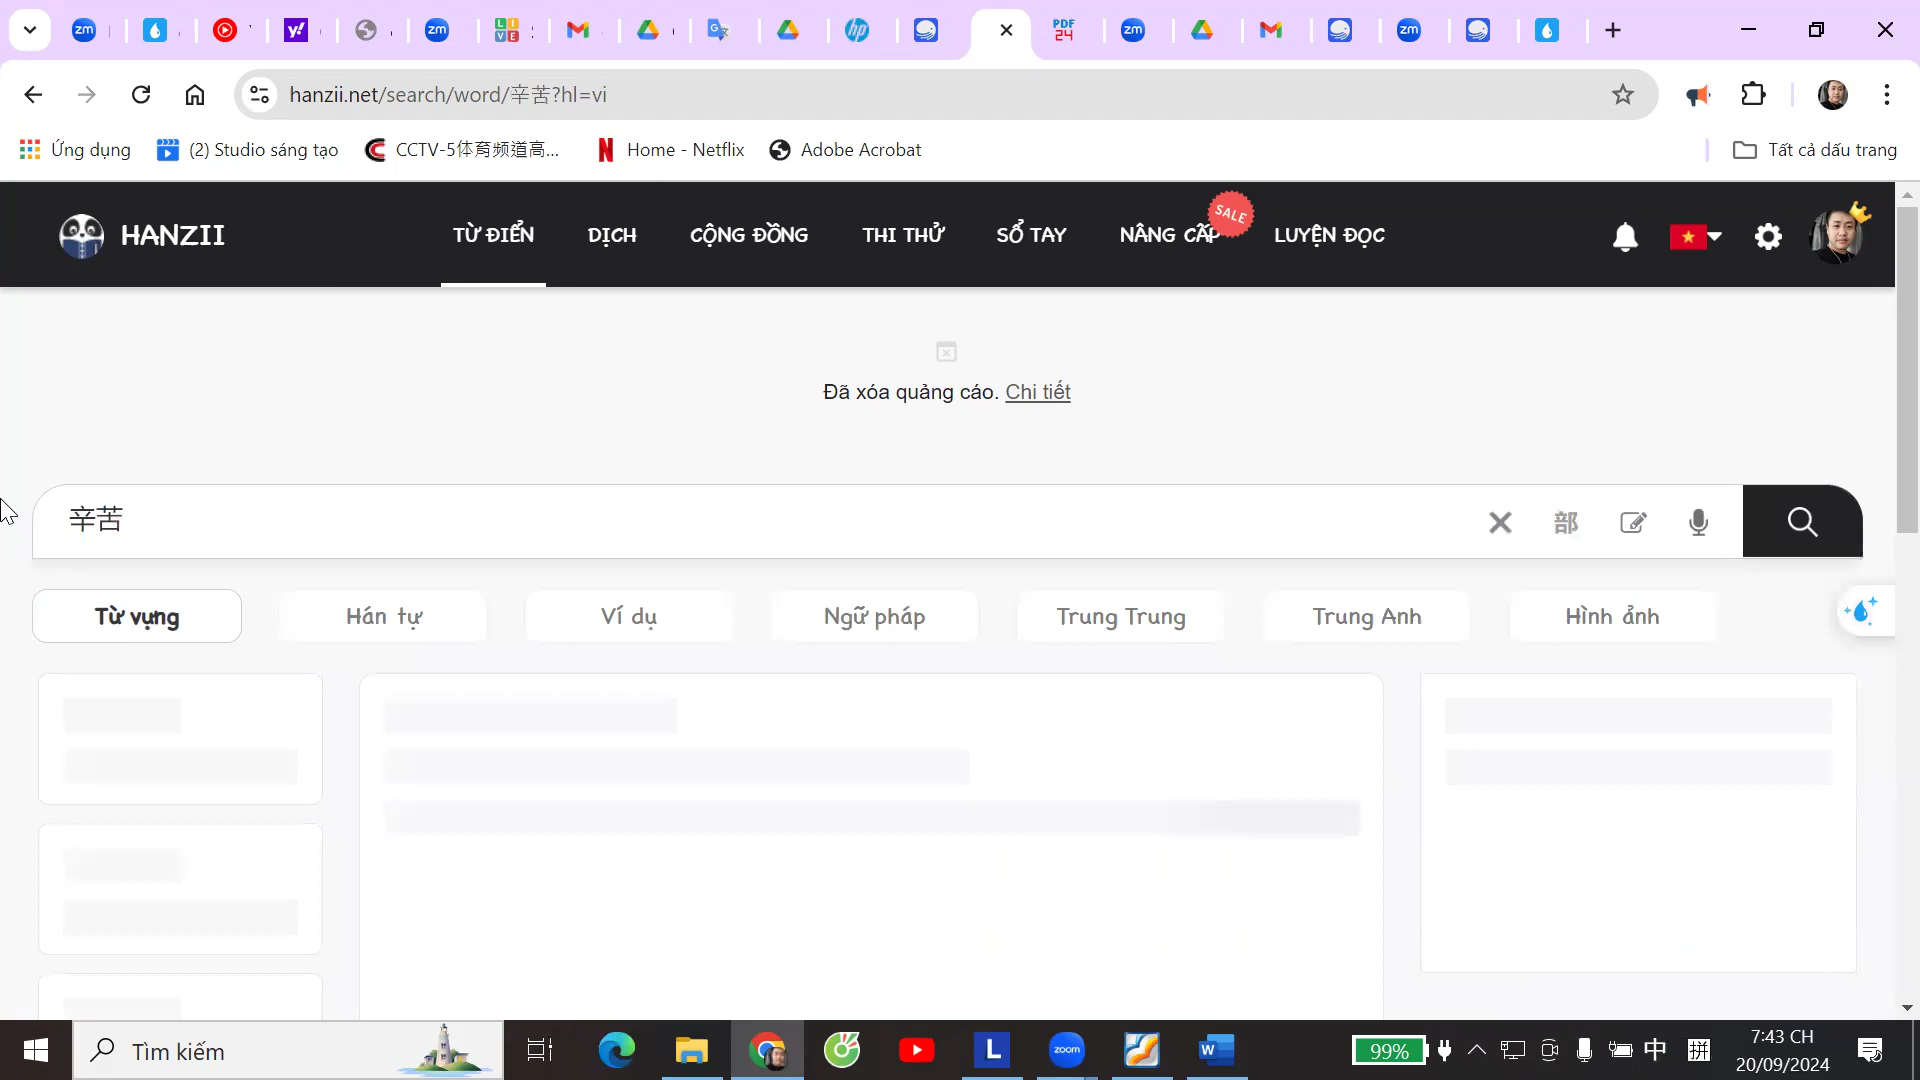 hanzii.net/search/word/辛苦?hl=vi
Ứng dụng
(2) Studio sáng tạo
CCTV-5体育频道高...
Home - Netflix
Adobe Acrobat
Tất cả dấu trang
HANZII
TỪ ĐIỂN
DỊCH
CỘNG ĐỒNG
THI THỬ
SỔ TAY
NÂNG CẤP
SALE
LUYỆN ĐỌC
Đã xóa quảng cáo. Chi tiết
辛苦
部
Từ vựng
Hán tự
Ví dụ
Ngữ pháp
Trung Trung
Trung Anh
Hình ảnh
Tìm kiếm
L
zoom
W
99%
中
拼
7:43 CH
20/09/2024